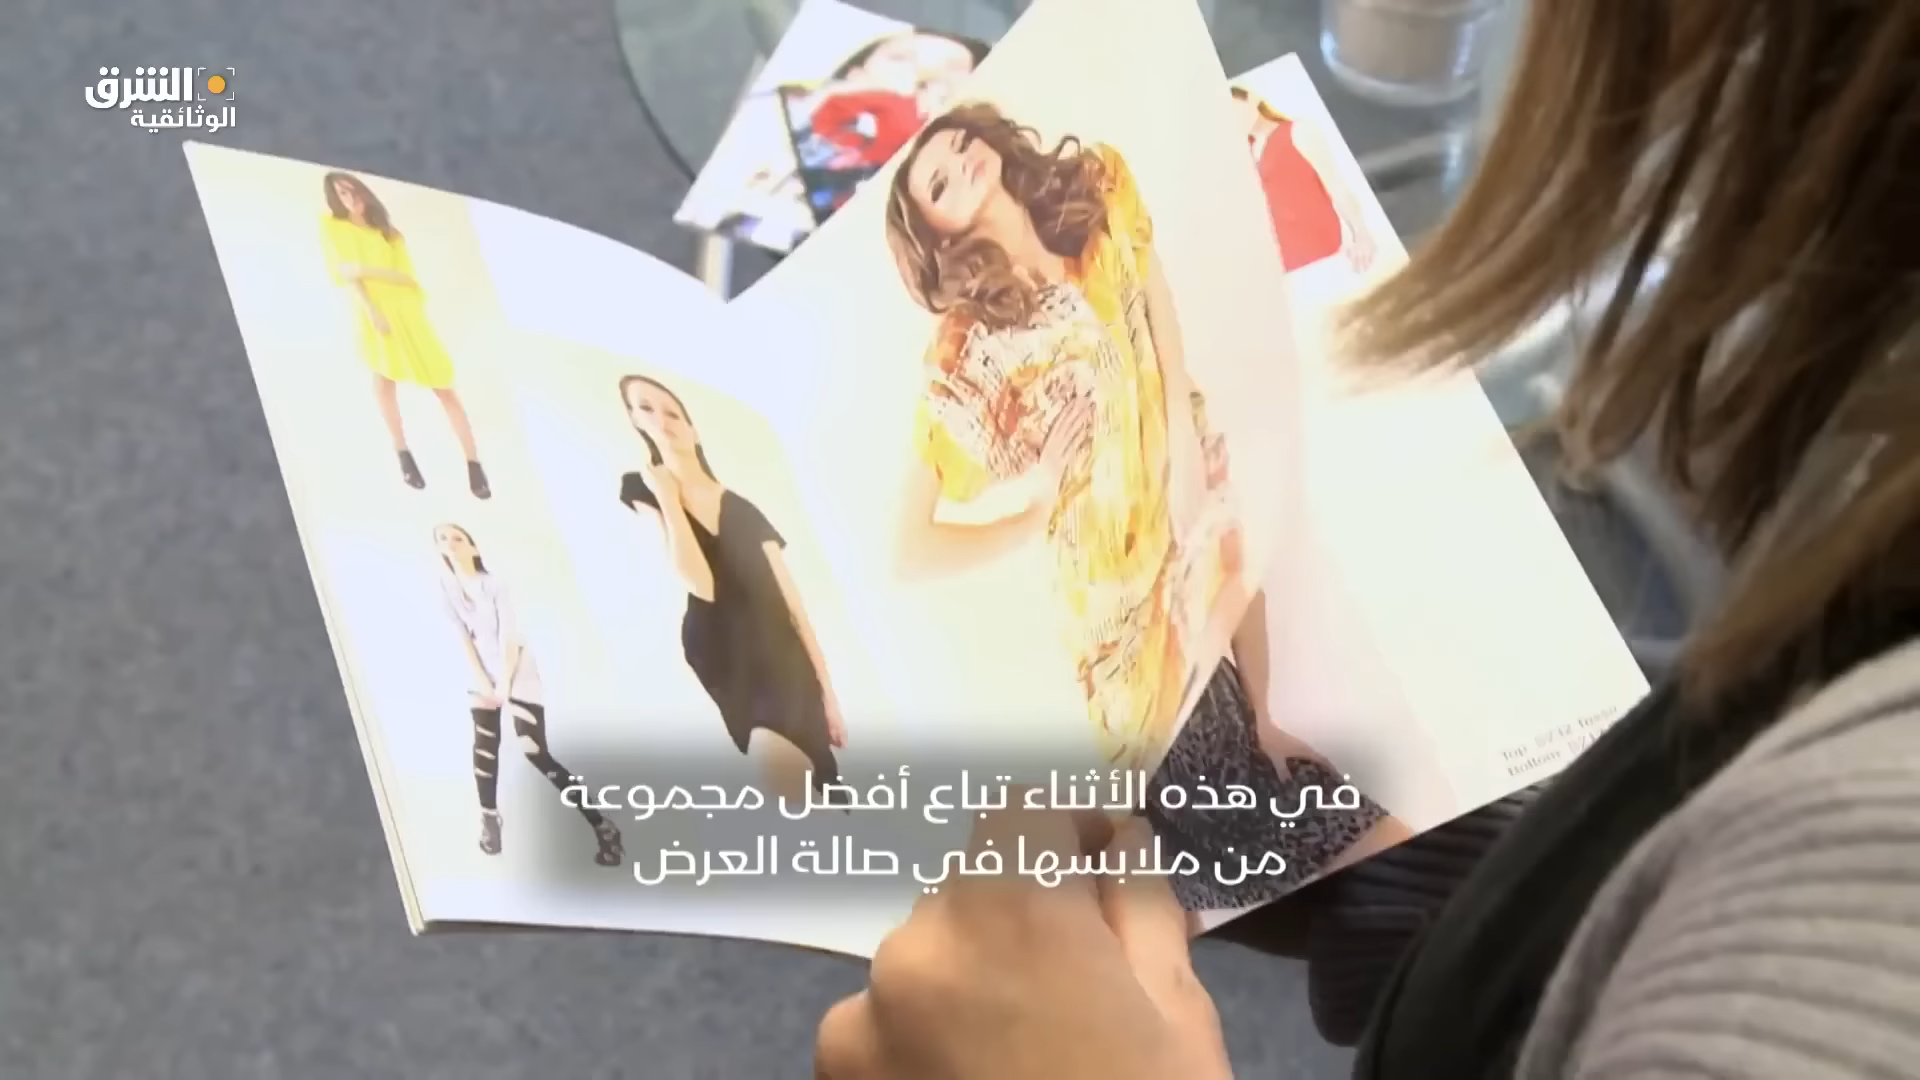 الشرق
الوثائقية
في هذه الأثناء تباع أفضل مجموعة
من ملابسها في صالة العرض